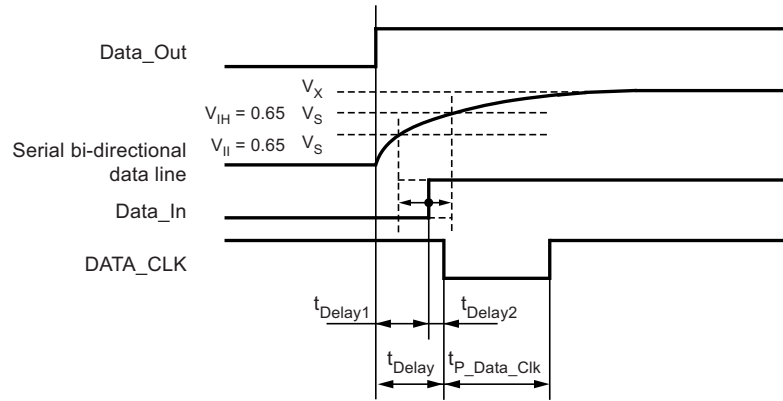 Data_Out
V_X
V_IH = 0.65 V_S
V_Il = 0.65 V_S
Serial bi-directional
data line
Data_In
DATA_CLK
t_Delay1
t_Delay2
t_Delay
t_P_Data_Clk